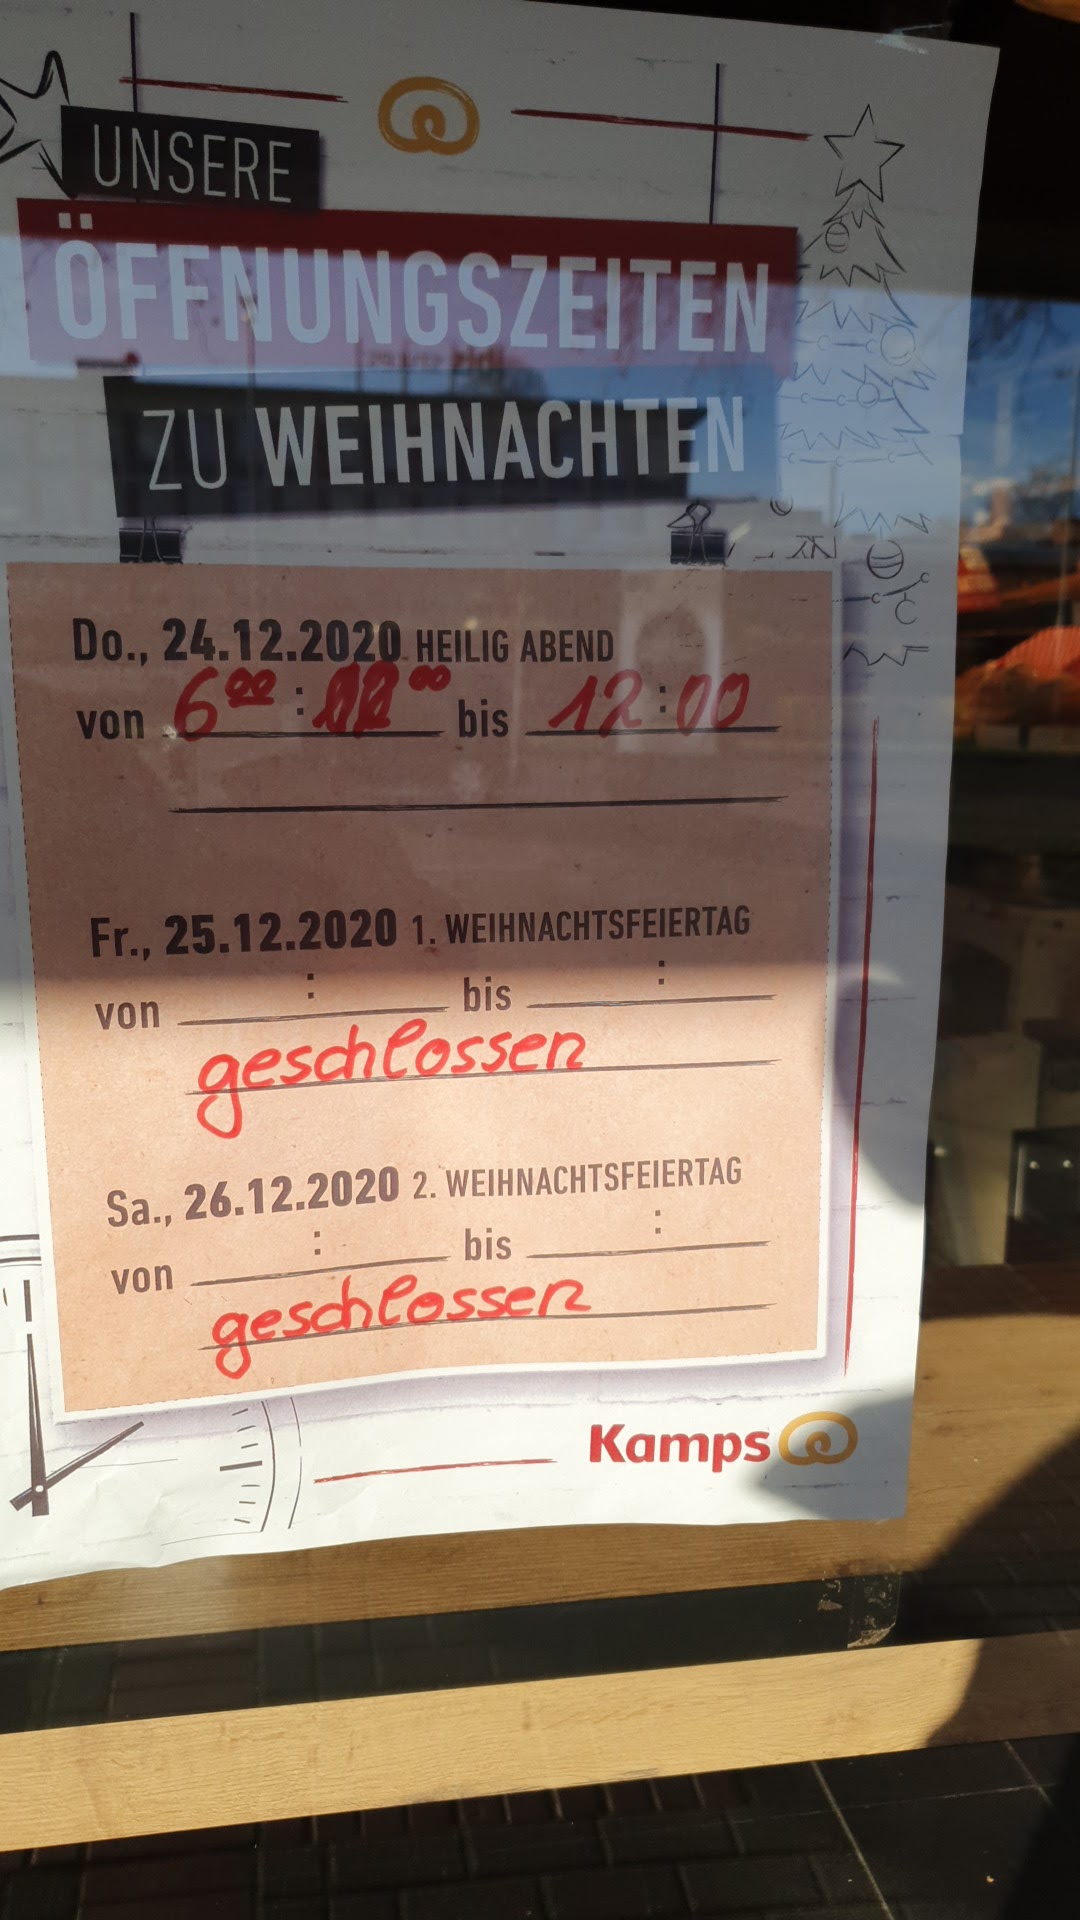 UNSERE
ÖFFNUNGSZEITEN
ZU WEIHNACHTEN
Do., 24.12.2020 HEILIG ABEND
von 6⁰⁰ : ⁰⁰ bis 12:00
Fr., 25.12.2020 1. WEIHNACHTSFEIERTAG
von : bis :
geschlossen
Sa., 26.12.2020 2. WEIHNACHTSFEIERTAG
von : bis :
geschlossen
Kamps